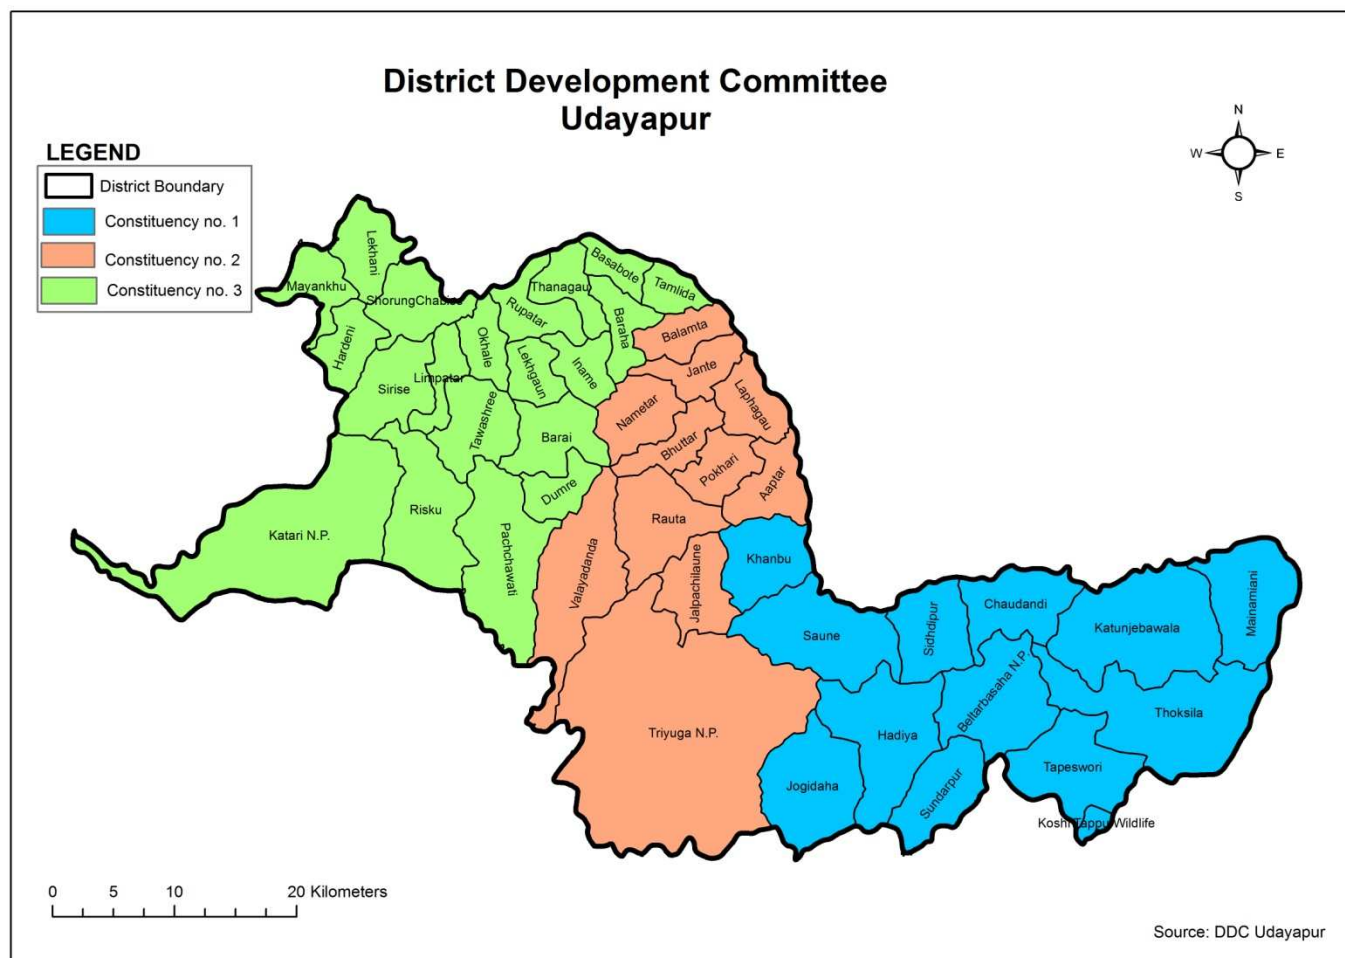 District Development Committee
Udayapur
N
W
E
S
LEGEND
District Boundary
Constituency no. 1
Constituency no. 2
Constituency no. 3
Lekhani
Mayankhu
ShorungChabise
Hardeni
Sirise
Limpatar
Okhale
Rupatar
Thanagau
Basabote
Tamlida
Baraha
Lekhgaun
Iname
Tawashree
Barai
Dumre
Katari N.P.
Risku
Pachchawati
Balamta
Jante
Laphagau
Nametar
Bhuttar
Pokhari
Aaptar
Rauta
Valayadanda
Jalpachilaune
Triyuga N.P.
Khanbu
Saune
Sidhdipur
Chaudandi
Katunjebawala
Mainamiani
Beltarbasaha N.P.
Thoksila
Hadiya
Jogidaha
Sundarpur
Tapeswori
Koshi Tappu Wildlife
0 5 10 20 Kilometers
Source: DDC Udayapur